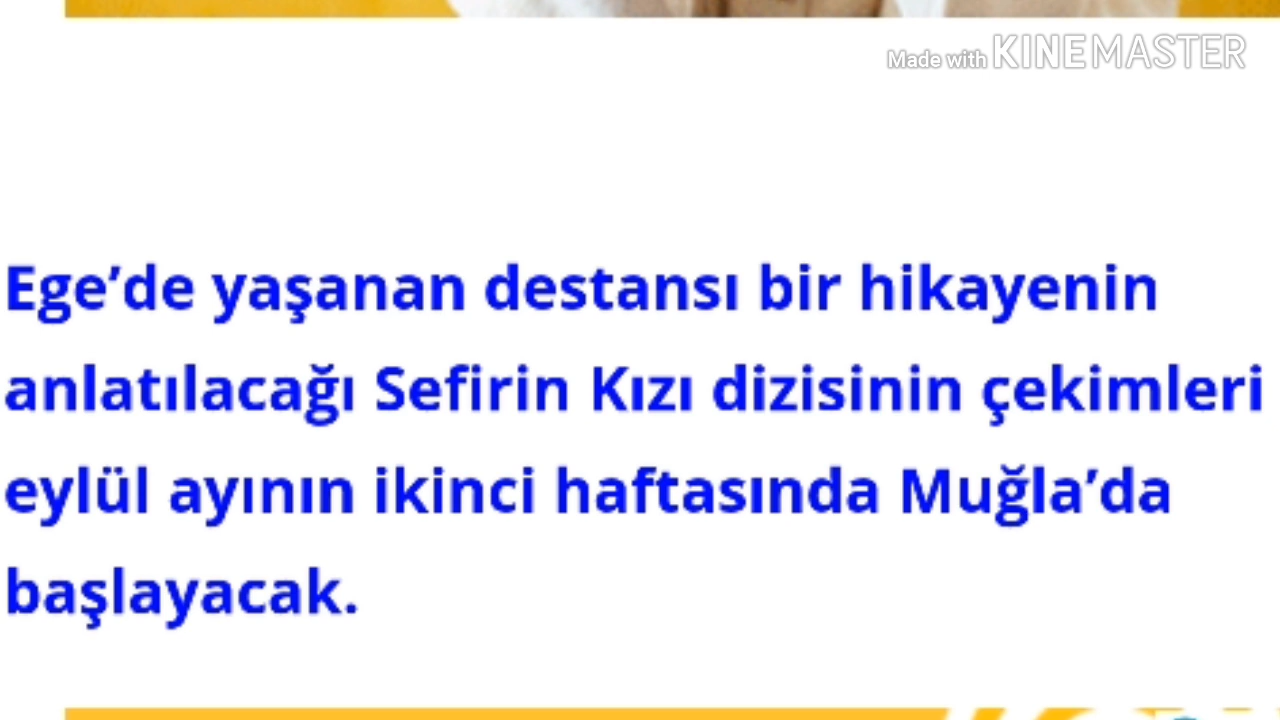 Made with KINEMASTER
Ege’de yaşanan destansı bir hikayenin
anlatılacağı Sefirin Kızı dizisinin çekimleri
eylül ayının ikinci haftasında Muğla’da
başlayacak.